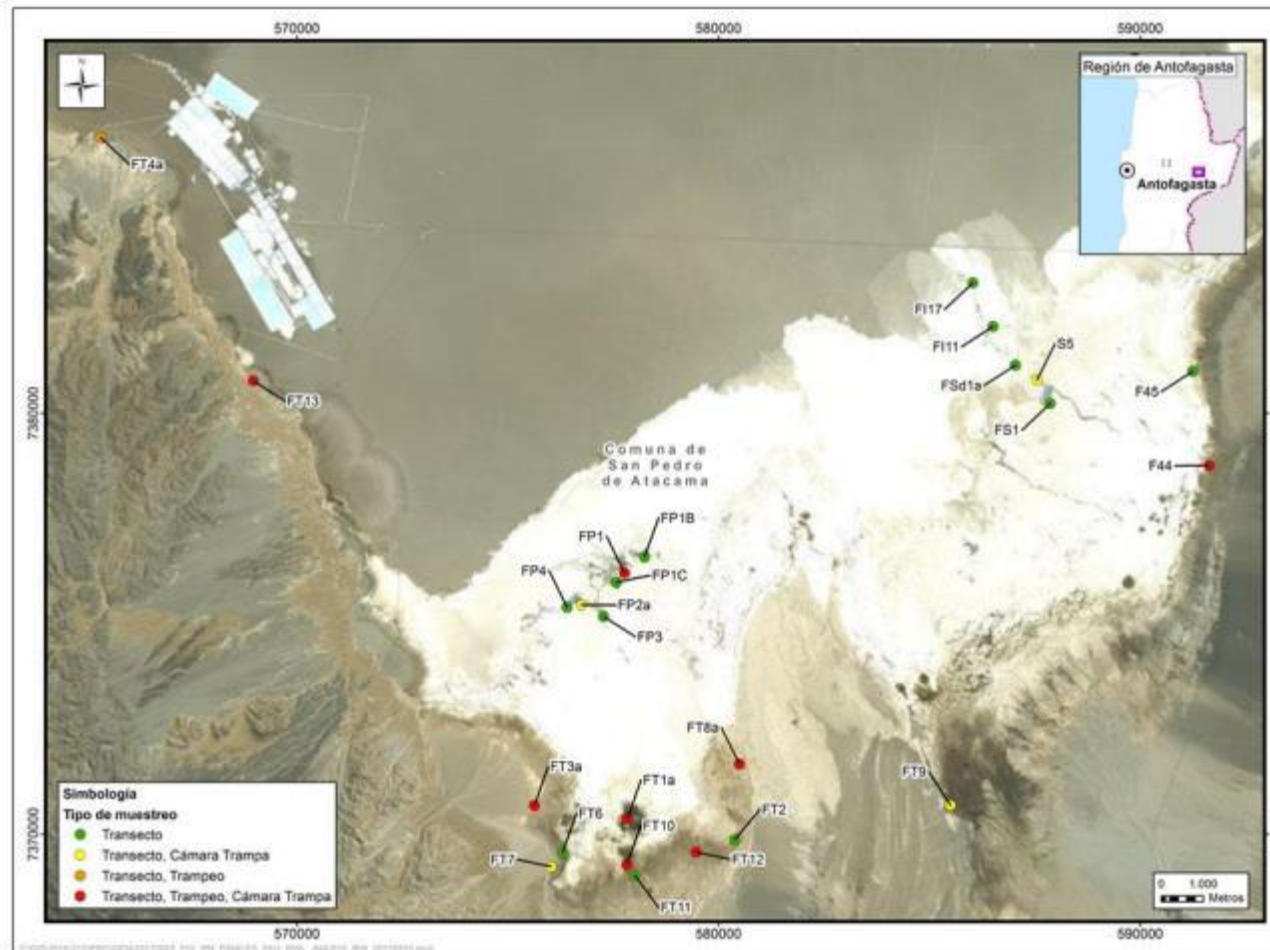 570000
580000
590000
Región de Antofagasta
Antofagasta
FT4a
FI17
FI11
S5
FSd1a
F45
FT13
7380000
FS1
Comuna de
San Pedro
de Atacama
F44
FP1B
FP1
FP1C
FP4
FP2a
FP3
FT8a
FT3a
FT1a
FT9
FT6
FT10
FT2
7370000
FT7
FT12
FT11
Simbología
Tipo de muestreo
Transecto
Transecto, Cámara Trampa
Transecto, Trampeo
Transecto, Trampeo, Cámara Trampa
N
0 1.000
Metros
570000
580000
590000